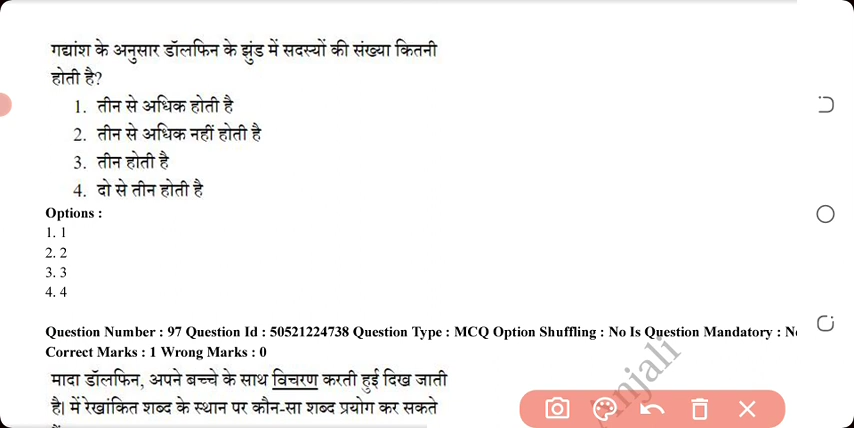 गद्यांश के अनुसार डॉलफिन के झुंड में सदस्यों की संख्या कितनी
होती है?
1. तीन से अधिक होती है
2. तीन से अधिक नहीं होती है
3. तीन होती है
4. दो से तीन होती है
Options :
1. 1
2. 2
3. 3
4. 4
Question Number : 97 Question Id : 50521224738 Question Type : MCQ Option Shuffling : No Is Question Mandatory : No
Correct Marks : 1 Wrong Marks : 0
मादा डॉलफिन, अपने बच्चे के साथ विचरण करती हुई दिख जाती
है। में रेखांकित शब्द के स्थान पर कौन-सा शब्द प्रयोग कर सकते
Anjali